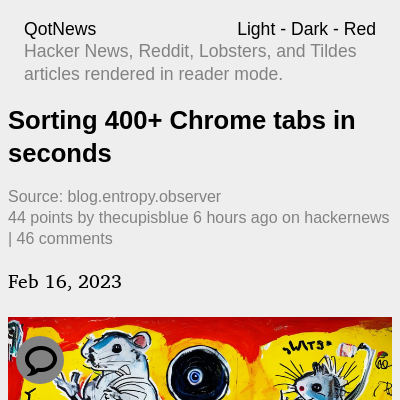 QotNews
Light - Dark - Red
Hacker News, Reddit, Lobsters, and Tildes
articles rendered in reader mode.
Sorting 400+ Chrome tabs in
seconds
Source: blog.entropy.observer
44 points by thecupisblue 6 hours ago on hackernews
| 46 comments
Feb 16, 2023